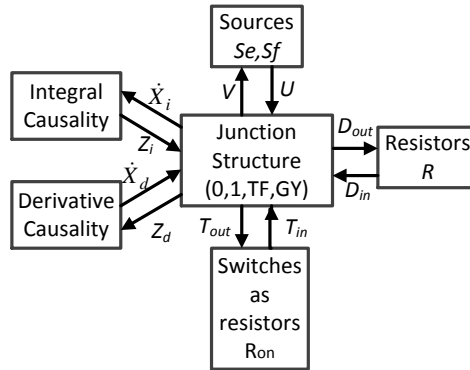 Sources
Se,Sf
V
U
Integral
Causality
Ẋi
Zi
Junction
Structure
(0,1,TF,GY)
Dout
Din
Resistors
R
Derivative
Causality
Ẋd
Zd
Tout
Tin
Switches
as
resistors
Ron